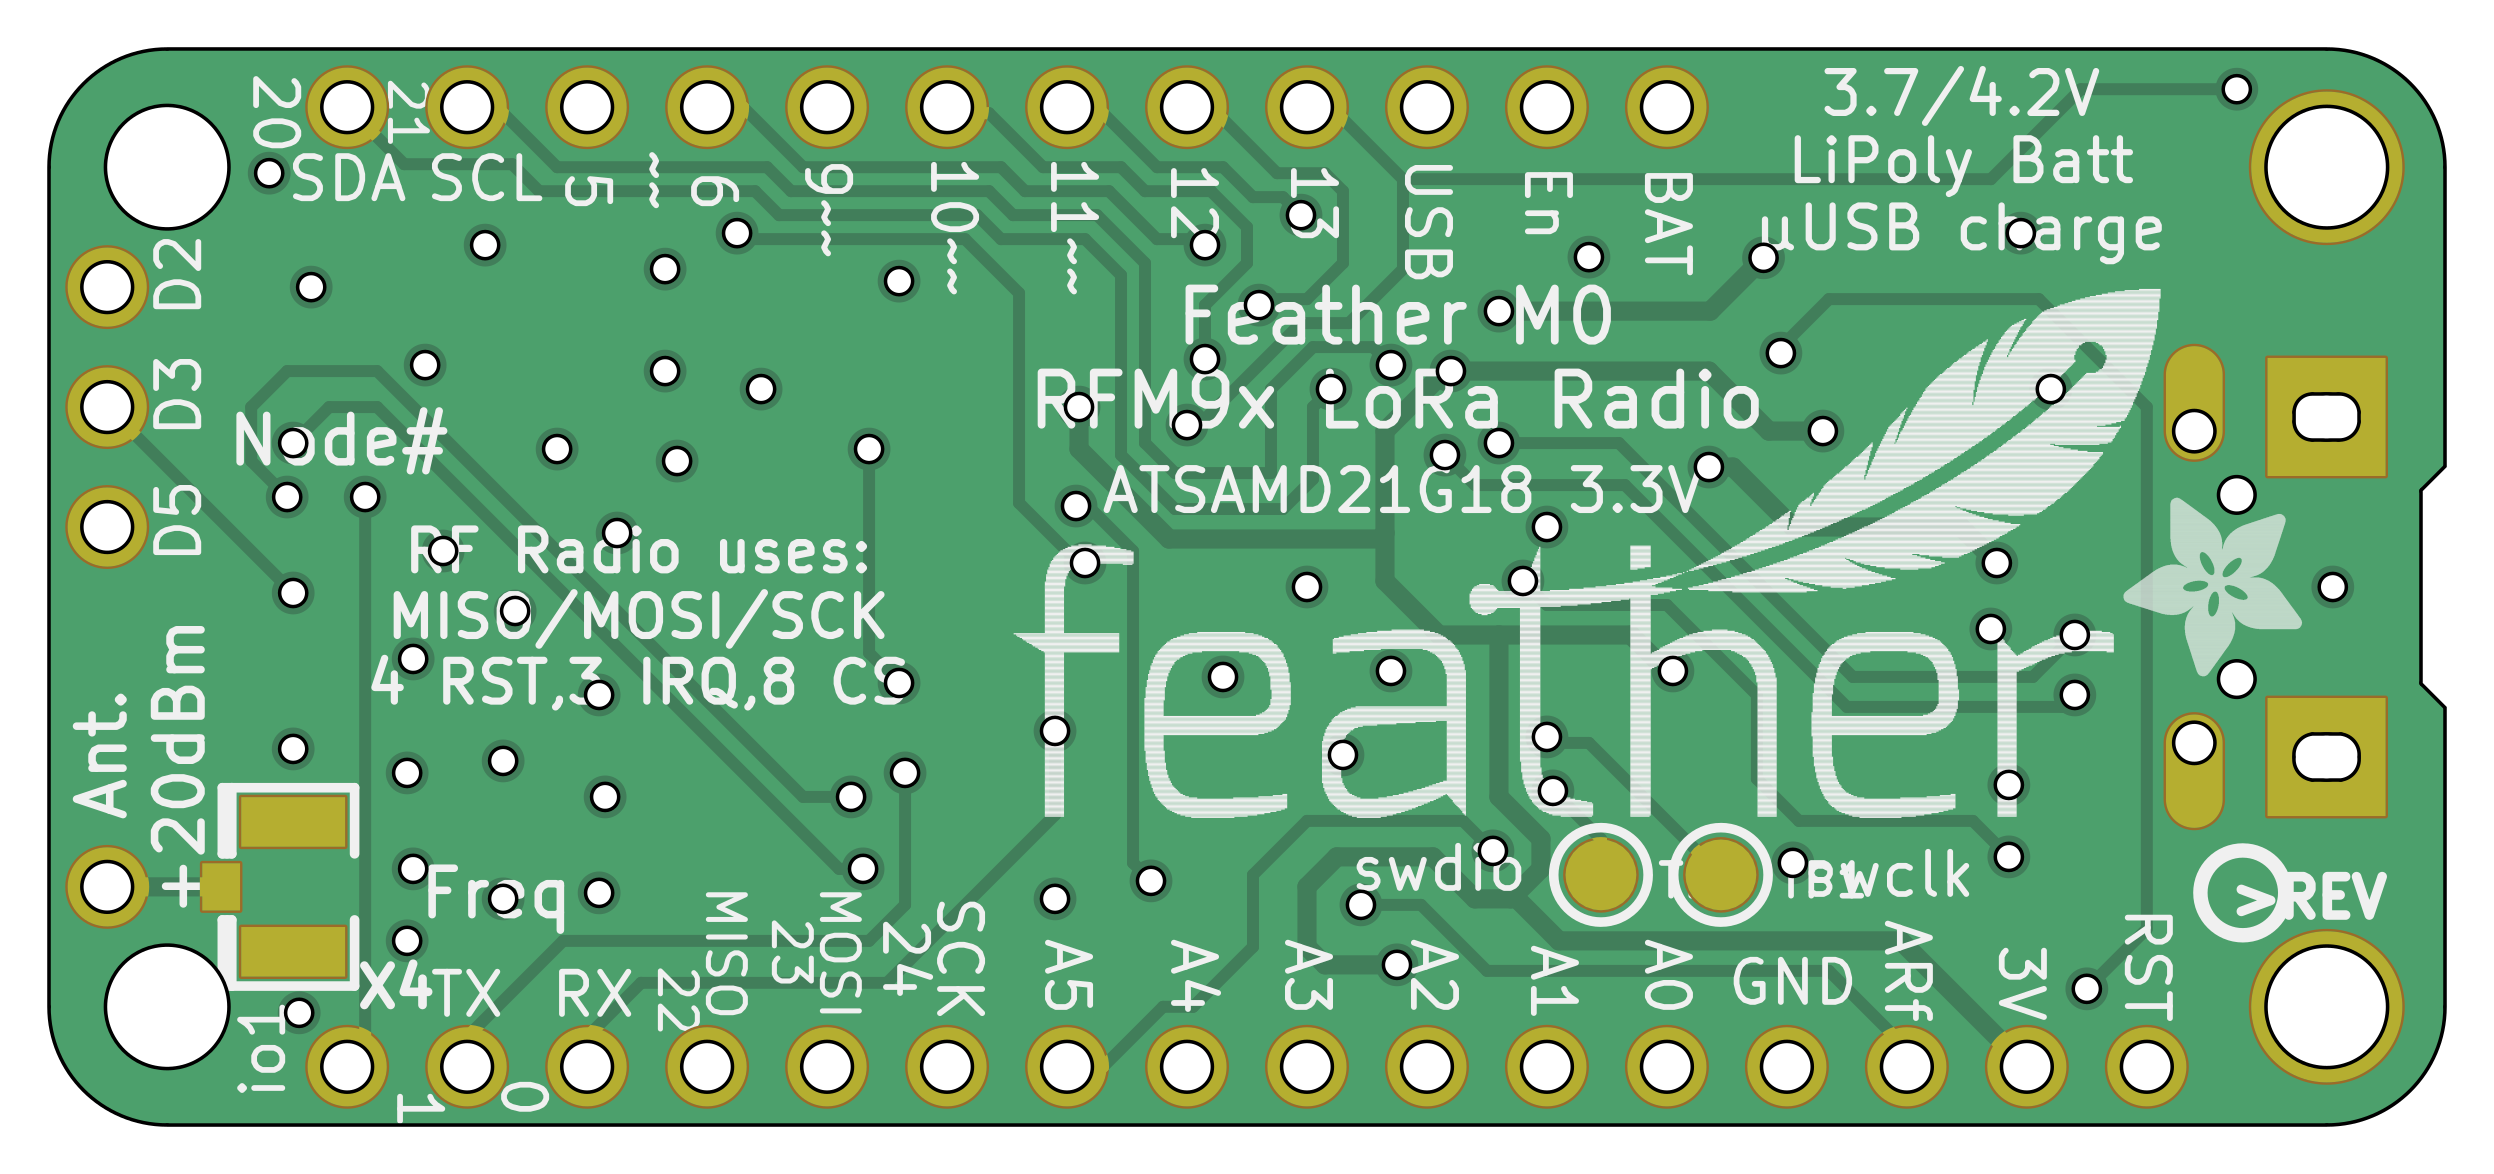 20
21
SDA SCL
5~
6~
9~~
10~~
11~~
12
13
USB
En
BAT
3.7/4.2V
LiPoly Batt
uUSB charge
D2
D3
D5
Feather M0
RFM9x LoRa Radio
ATSAMD21G18 3.3V
Node#
RF Radio uses:
MISO/MOSI/SCK
4 RST,3 IRQ,8 CS
Ant.
+20dBm
feather
Freq
swdio
swclk
>REV
X4
TX
RX
22
MISO
23
MOSI
24
SCK
A5
A4
A3
A2
A1
A0
GND
ARf
3V
RST
io1
1
0